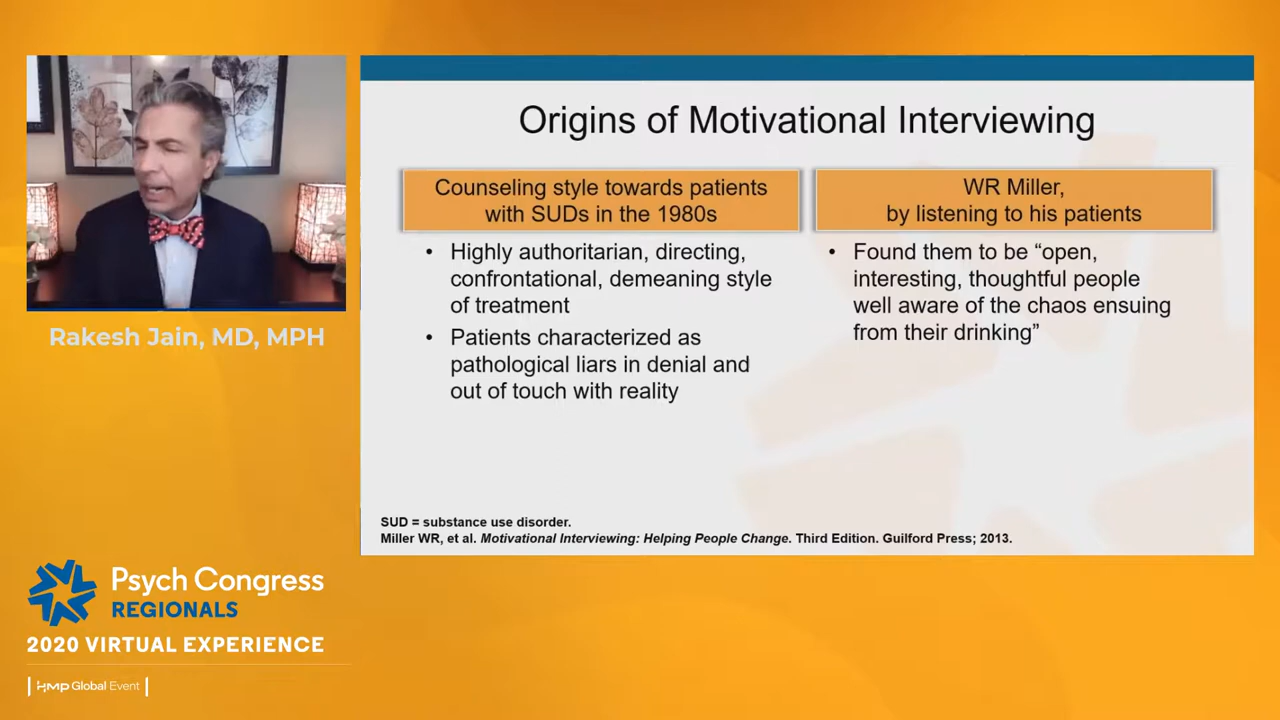 Rakesh Jain, MD, MPH
Psych Congress
REGIONALS
2020 VIRTUAL EXPERIENCE
HMP Global Event
Origins of Motivational Interviewing
Counseling style towards patients
with SUDs in the 1980s
• Highly authoritarian, directing,
confrontational, demeaning style
of treatment
• Patients characterized as
pathological liars in denial and
out of touch with reality
WR Miller,
by listening to his patients
• Found them to be “open,
interesting, thoughtful people
well aware of the chaos ensuing
from their drinking”
SUD = substance use disorder.
Miller WR, et al. Motivational Interviewing: Helping People Change. Third Edition. Guilford Press; 2013.